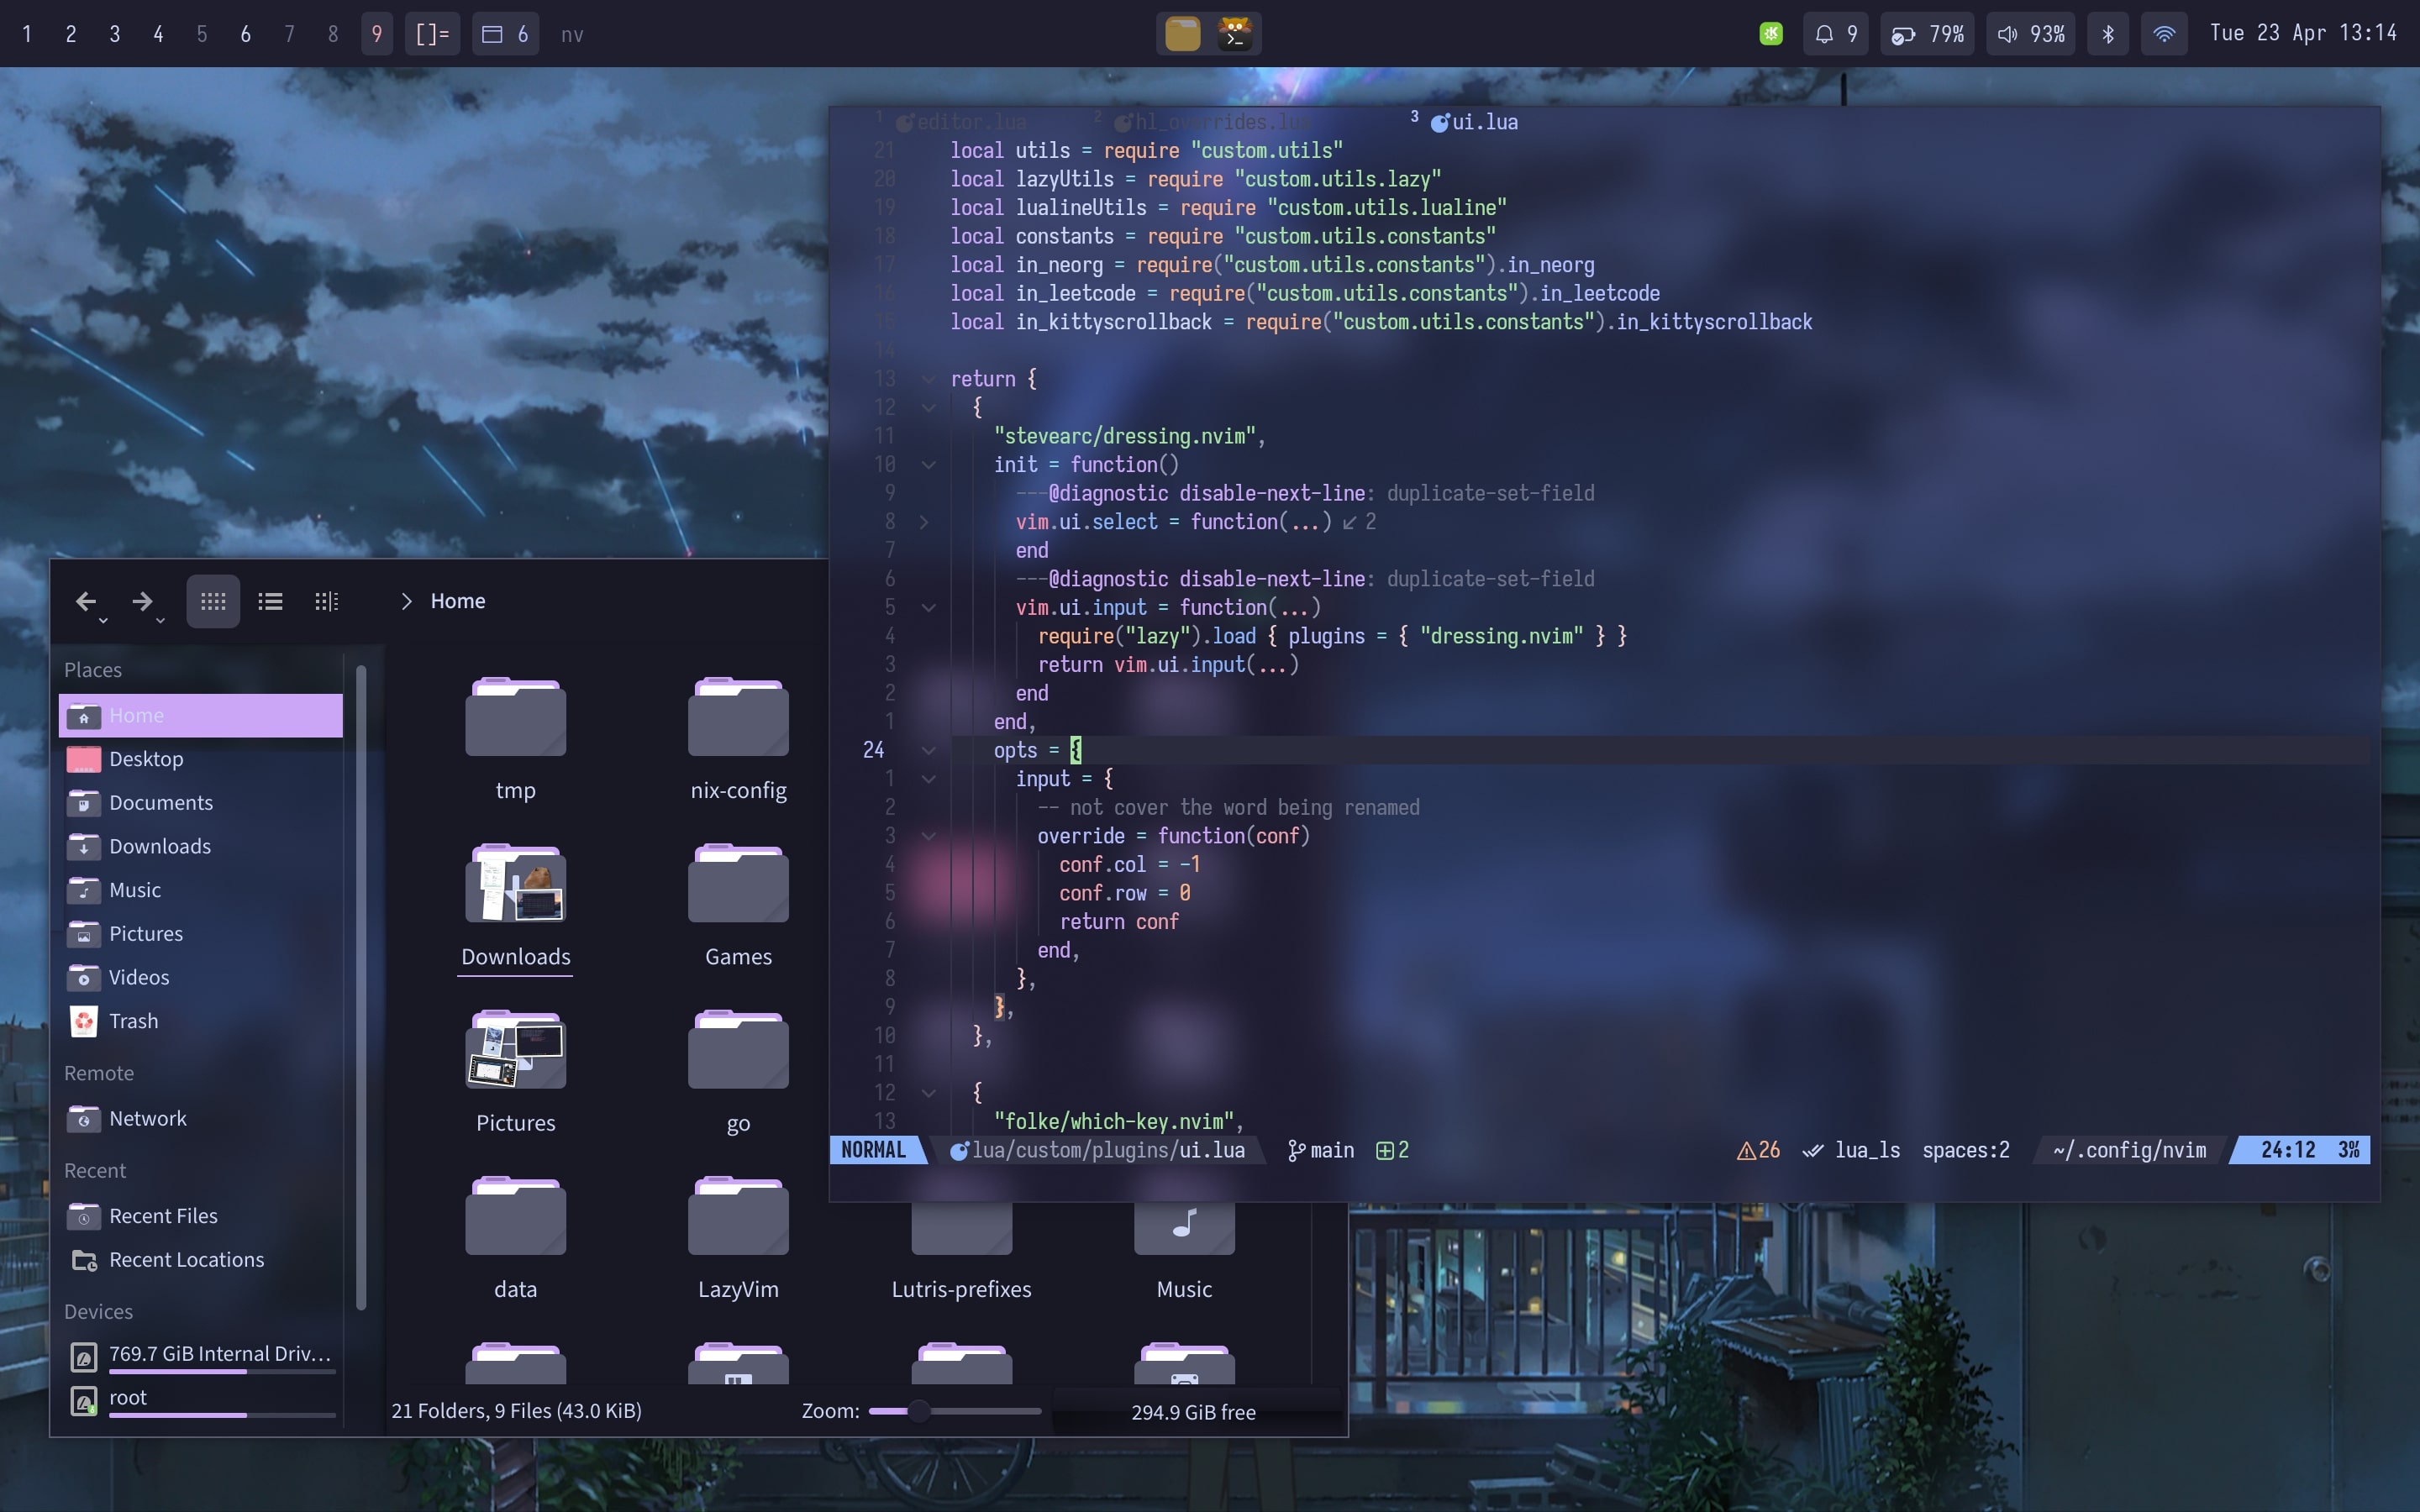 1 2 3 4 5 6 7 8 9 []= 6 nv
9 79% 93% Tue 23 Apr 13:14
Home
Places
Home
Desktop
Documents
Downloads
Music
Pictures
Videos
Trash
Remote
Network
Recent
Recent Files
Recent Locations
Devices
769.7 GiB Internal Driv...
root
tmp
nix-config
Downloads
Games
Pictures
go
data
LazyVim
Lutris-prefixes
Music
21 Folders, 9 Files (43.0 KiB)
Zoom:
294.9 GiB free
1 editor.lua 2 hl_overrides.lua 3 ui.lua
21 local utils = require "custom.utils"
20 local lazyUtils = require "custom.utils.lazy"
19 local lualineUtils = require "custom.utils.lualine"
18 local constants = require "custom.utils.constants"
17 local in_neorg = require("custom.utils.constants").in_neorg
16 local in_leetcode = require("custom.utils.constants").in_leetcode
15 local in_kittyscrollback = require("custom.utils.constants").in_kittyscrollback
14
13 return {
12 {
11 "stevearc/dressing.nvim",
10 init = function()
9 ---@diagnostic disable-next-line: duplicate-set-field
8 vim.ui.select = function(...) ↙ 2
7 end
6 ---@diagnostic disable-next-line: duplicate-set-field
5 vim.ui.input = function(...)
4 require("lazy").load { plugins = { "dressing.nvim" } }
3 return vim.ui.input(...)
2 end
1 end,
24 opts = {
1 input = {
2 -- not cover the word being renamed
3 override = function(conf)
4 conf.col = -1
5 conf.row = 0
6 return conf
7 end,
8 },
9 },
10 },
11
12 {
13 "folke/which-key.nvim",
NORMAL lua/custom/plugins/ui.lua main 2 26 lua_ls spaces:2 ~/.config/nvim 24:12 3%